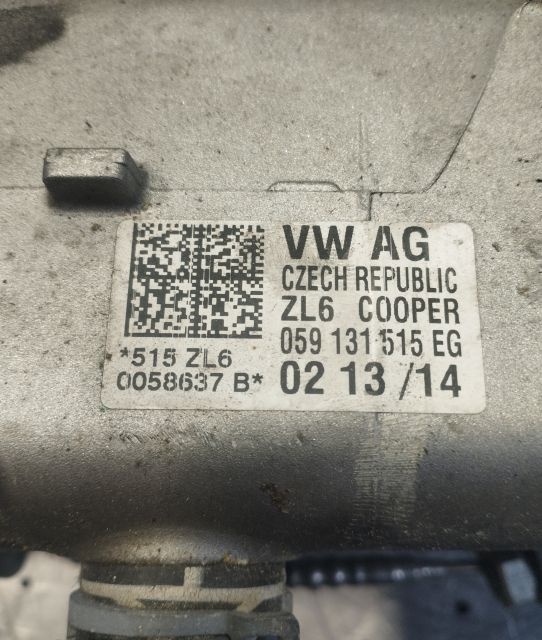 VW AG
CZECH REPUBLIC
ZL6 COOPER
059 131 515 EG
02 13 /14
*515 ZL6
0058637 B*